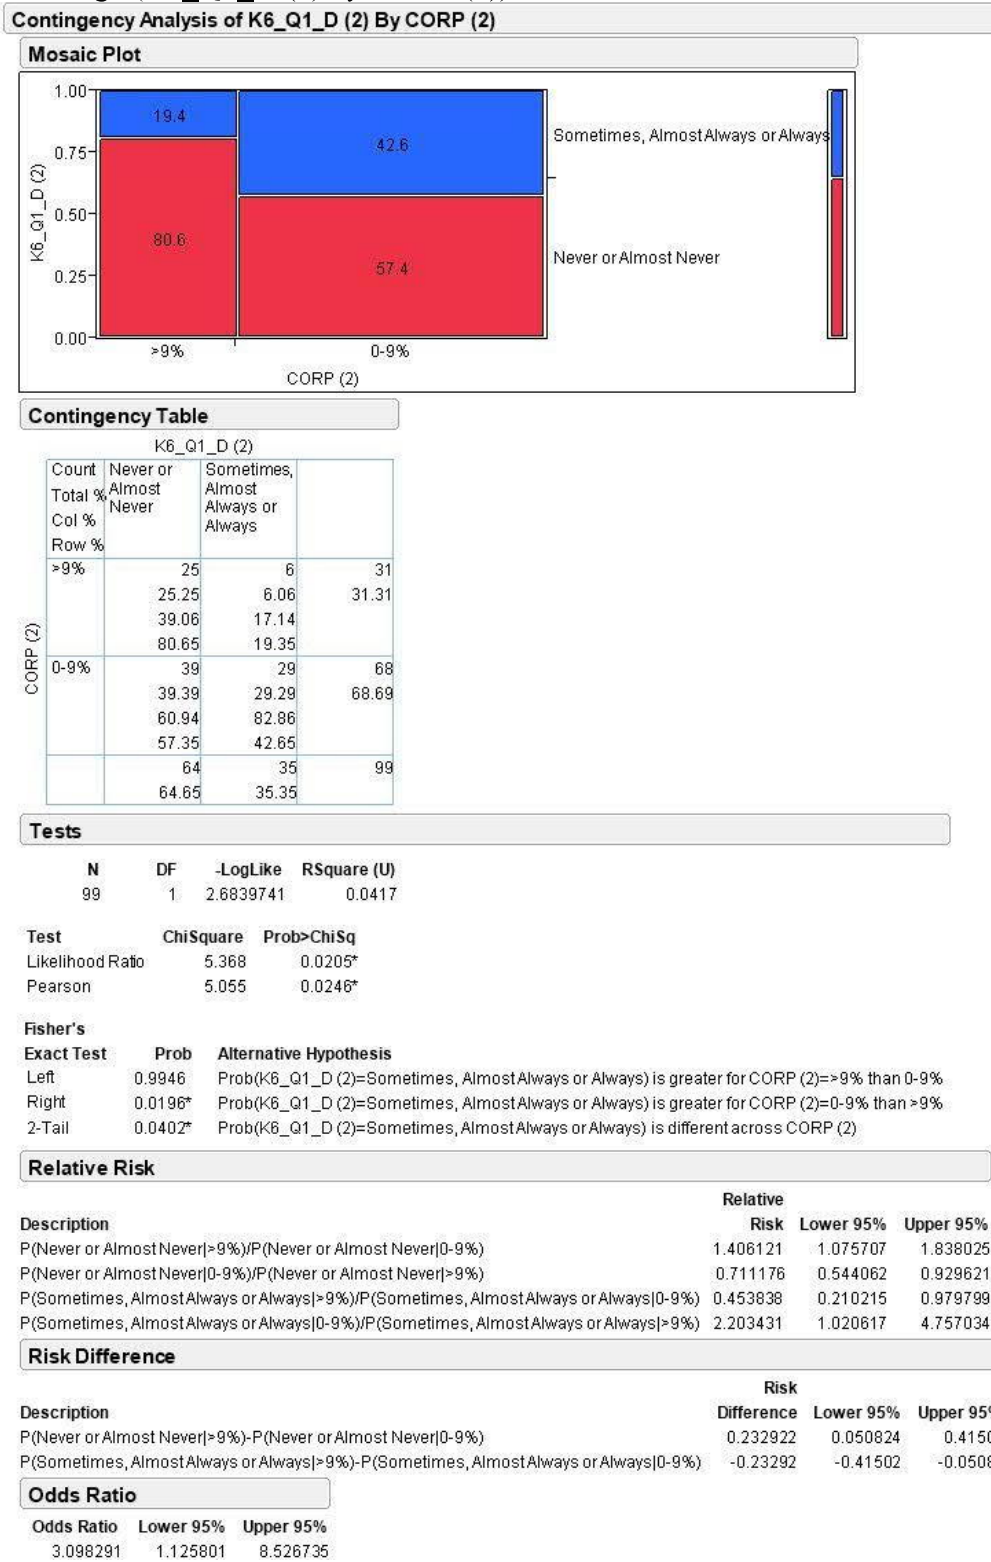 Contingency Analysis of K6_Q1_D (2) By CORP (2)
Mosaic Plot
1.00
0.75
0.50
0.25
0.00
K6_Q1_D (2)
19.4
42.6
80.6
57.4
Sometimes, Almost Always or Always
Never or Almost Never
>9%
0-9%
CORP (2)
Contingency Table
K6_Q1_D (2)
CORP (2)
Count Never or Sometimes,
Total % Almost Almost
Col % Never Always or
Row % Always
>9% 25 6 31
25.25 6.06 31.31
39.06 17.14
80.65 19.35
0-9% 39 29 68
39.39 29.29 68.69
60.94 82.86
57.35 42.65
64 35 99
64.65 35.35
Tests
N DF -LogLike RSquare (U)
99 1 2.6839741 0.0417
Test ChiSquare Prob>ChiSq
Likelihood Ratio 5.368 0.0205*
Pearson 5.055 0.0246*
Fisher's
Exact Test Prob Alternative Hypothesis
Left 0.9946 Prob(K6_Q1_D (2)=Sometimes, Almost Always or Always) is greater for CORP (2)=>9% than 0-9%
Right 0.0196* Prob(K6_Q1_D (2)=Sometimes, Almost Always or Always) is greater for CORP (2)=0-9% than >9%
2-Tail 0.0402* Prob(K6_Q1_D (2)=Sometimes, Almost Always or Always) is different across CORP (2)
Relative Risk
Relative
Description Risk Lower 95% Upper 95%
P(Never or Almost Never|>9%)/P(Never or Almost Never|0-9%) 1.406121 1.075707 1.838025
P(Never or Almost Never|0-9%)/P(Never or Almost Never|>9%) 0.711176 0.544062 0.929621
P(Sometimes, Almost Always or Always|>9%)/P(Sometimes, Almost Always or Always|0-9%) 0.453838 0.210215 0.979799
P(Sometimes, Almost Always or Always|0-9%)/P(Sometimes, Almost Always or Always|>9%) 2.203431 1.020617 4.757034
Risk Difference
Risk
Description Difference Lower 95% Upper 95
P(Never or Almost Never|>9%)-P(Never or Almost Never|0-9%) 0.232922 0.050824 0.4150
P(Sometimes, Almost Always or Always|>9%)-P(Sometimes, Almost Always or Always|0-9%) -0.23292 -0.41502 -0.0508
Odds Ratio
Odds Ratio Lower 95% Upper 95%
3.098291 1.125801 8.526735